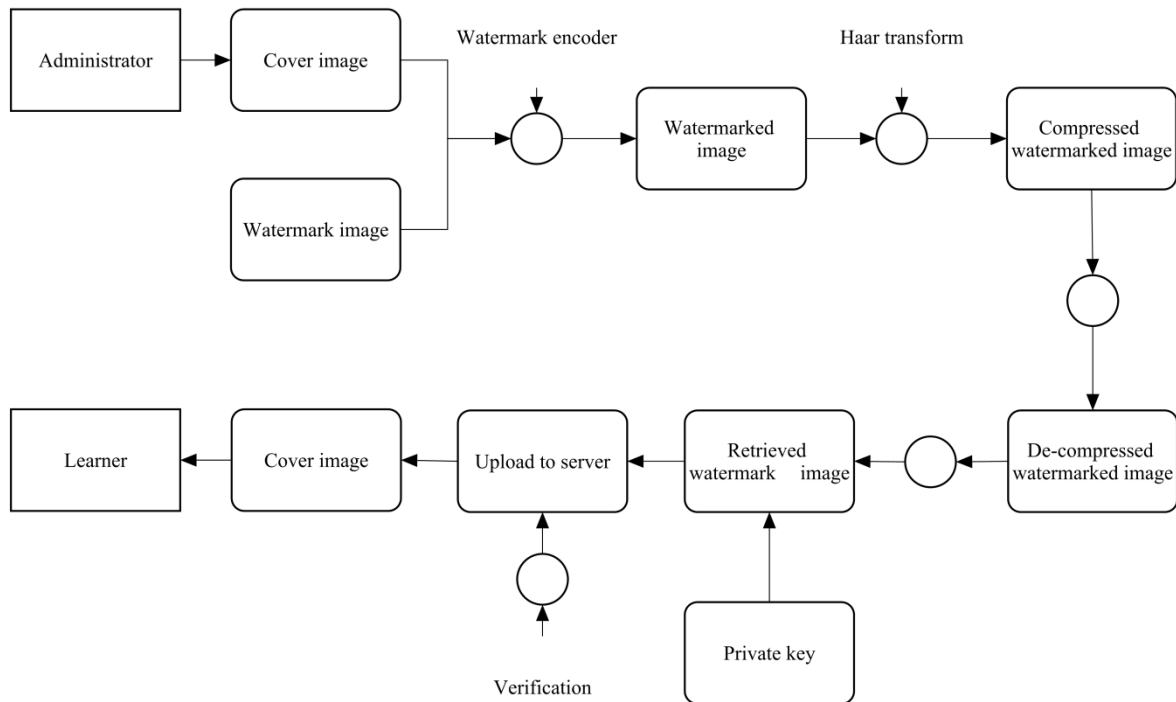 Watermark encoder
Haar transform
Administrator
Cover image
Watermarked
image
Compressed
watermarked image
Watermark image
Learner
Cover image
Upload to server
Retrieved
watermark image
De-compressed
watermarked image
Private key
Verification